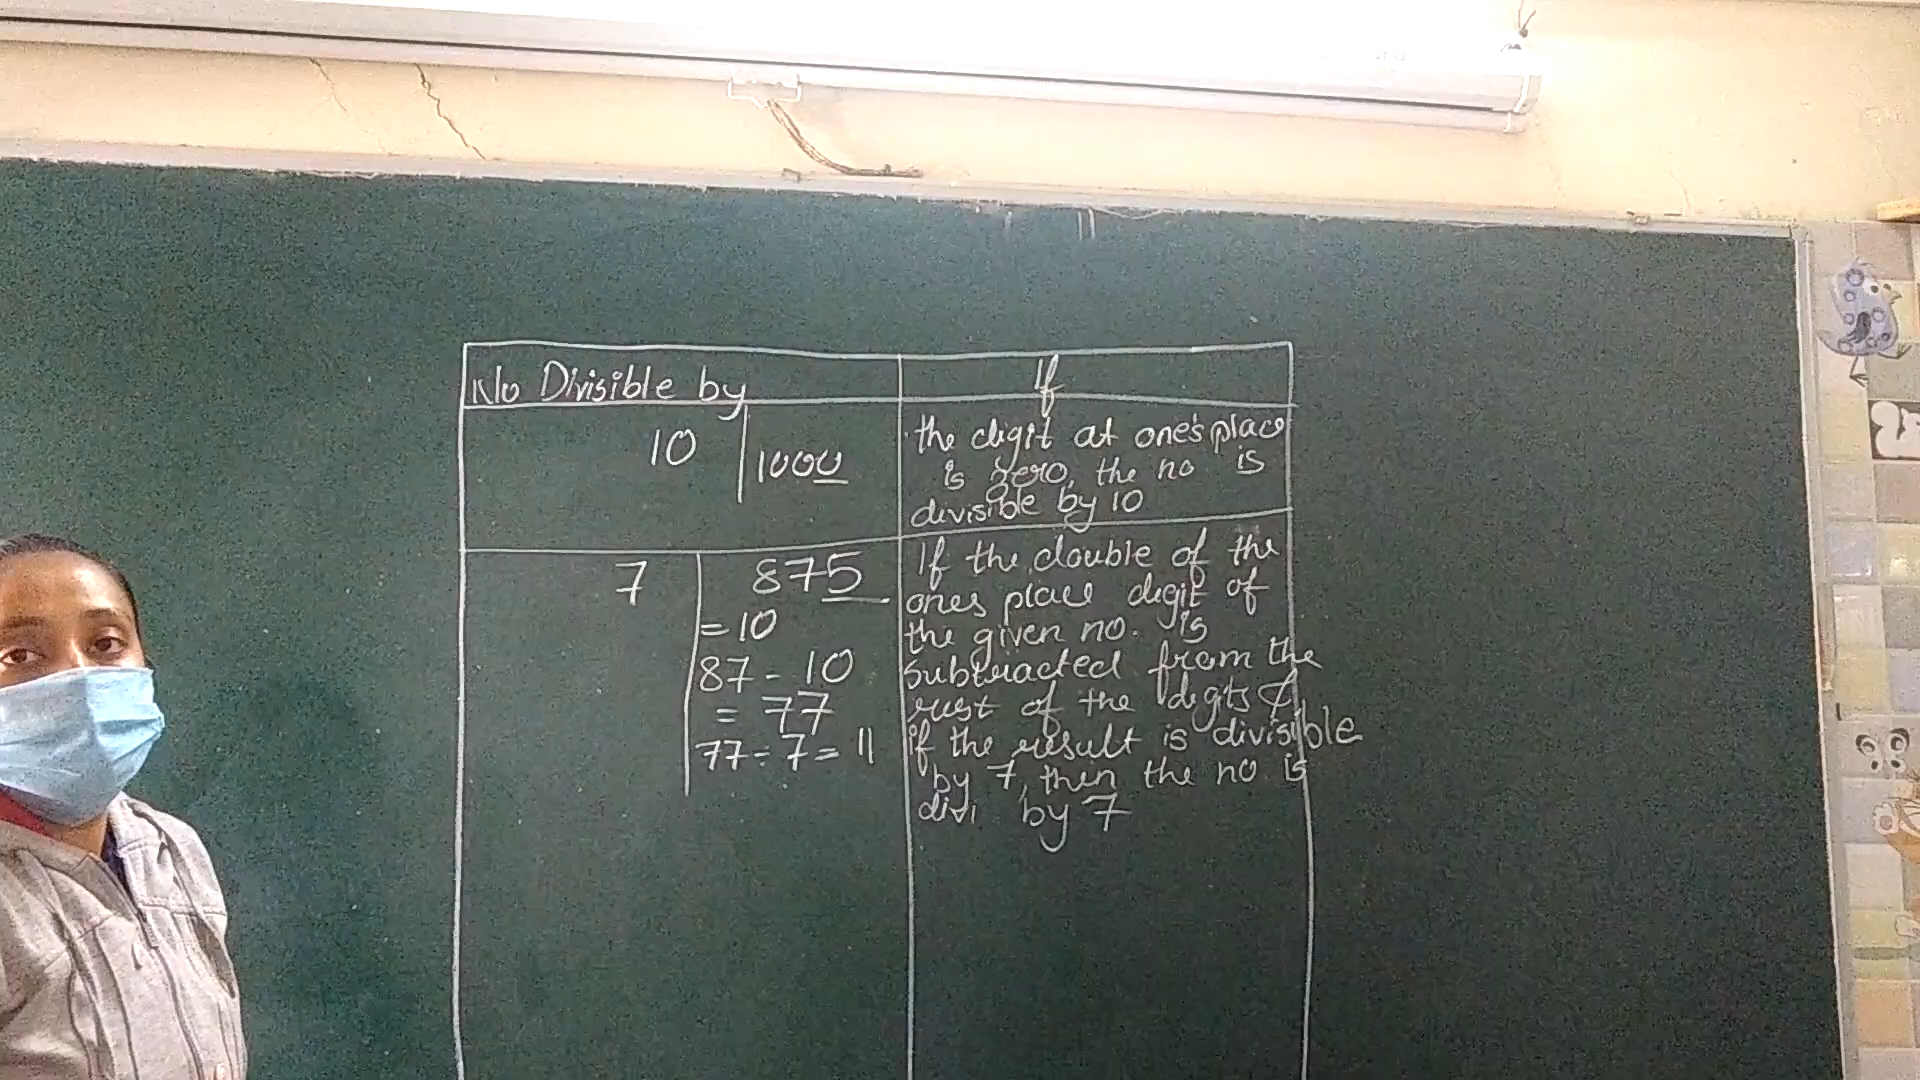 No Divisible by
If
10
1000
the digit at one's place
is zero, the no is
divisible by 10
7
875
= 10
87 - 10
= 77
77 ÷ 7 = 11
If the double of the
ones place digit of
the given no. is
subtracted from the
rest of the digits &
if the result is divisible
by 7, then the no is
divi by 7